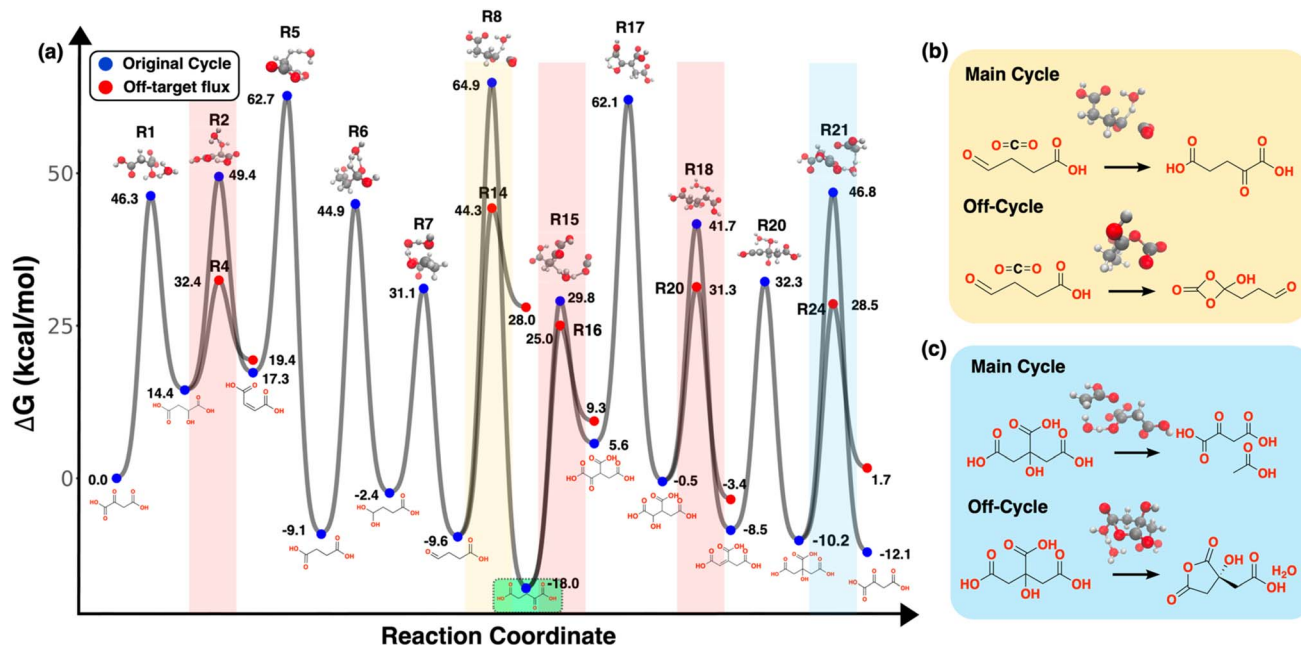 (a)
Original Cycle
Off-target flux
ΔG (kcal/mol)
50
25
0
Reaction Coordinate
R1
46.3
0.0
14.4
R2
49.4
R4
32.4
19.4
17.3
R5
62.7
-9.1
R6
44.9
-2.4
R7
31.1
-9.6
R8
64.9
R14
44.3
28.0
-18.0
R15
29.8
R16
25.0
9.3
5.6
R17
62.1
-0.5
R18
41.7
R20
31.3
-3.4
-8.5
R20
32.3
-10.2
R21
46.8
R24
28.5
1.7
-12.1
(b)
Main Cycle
O=C=O
Off-Cycle
O=C=O
(c)
Main Cycle
Off-Cycle
H₂O